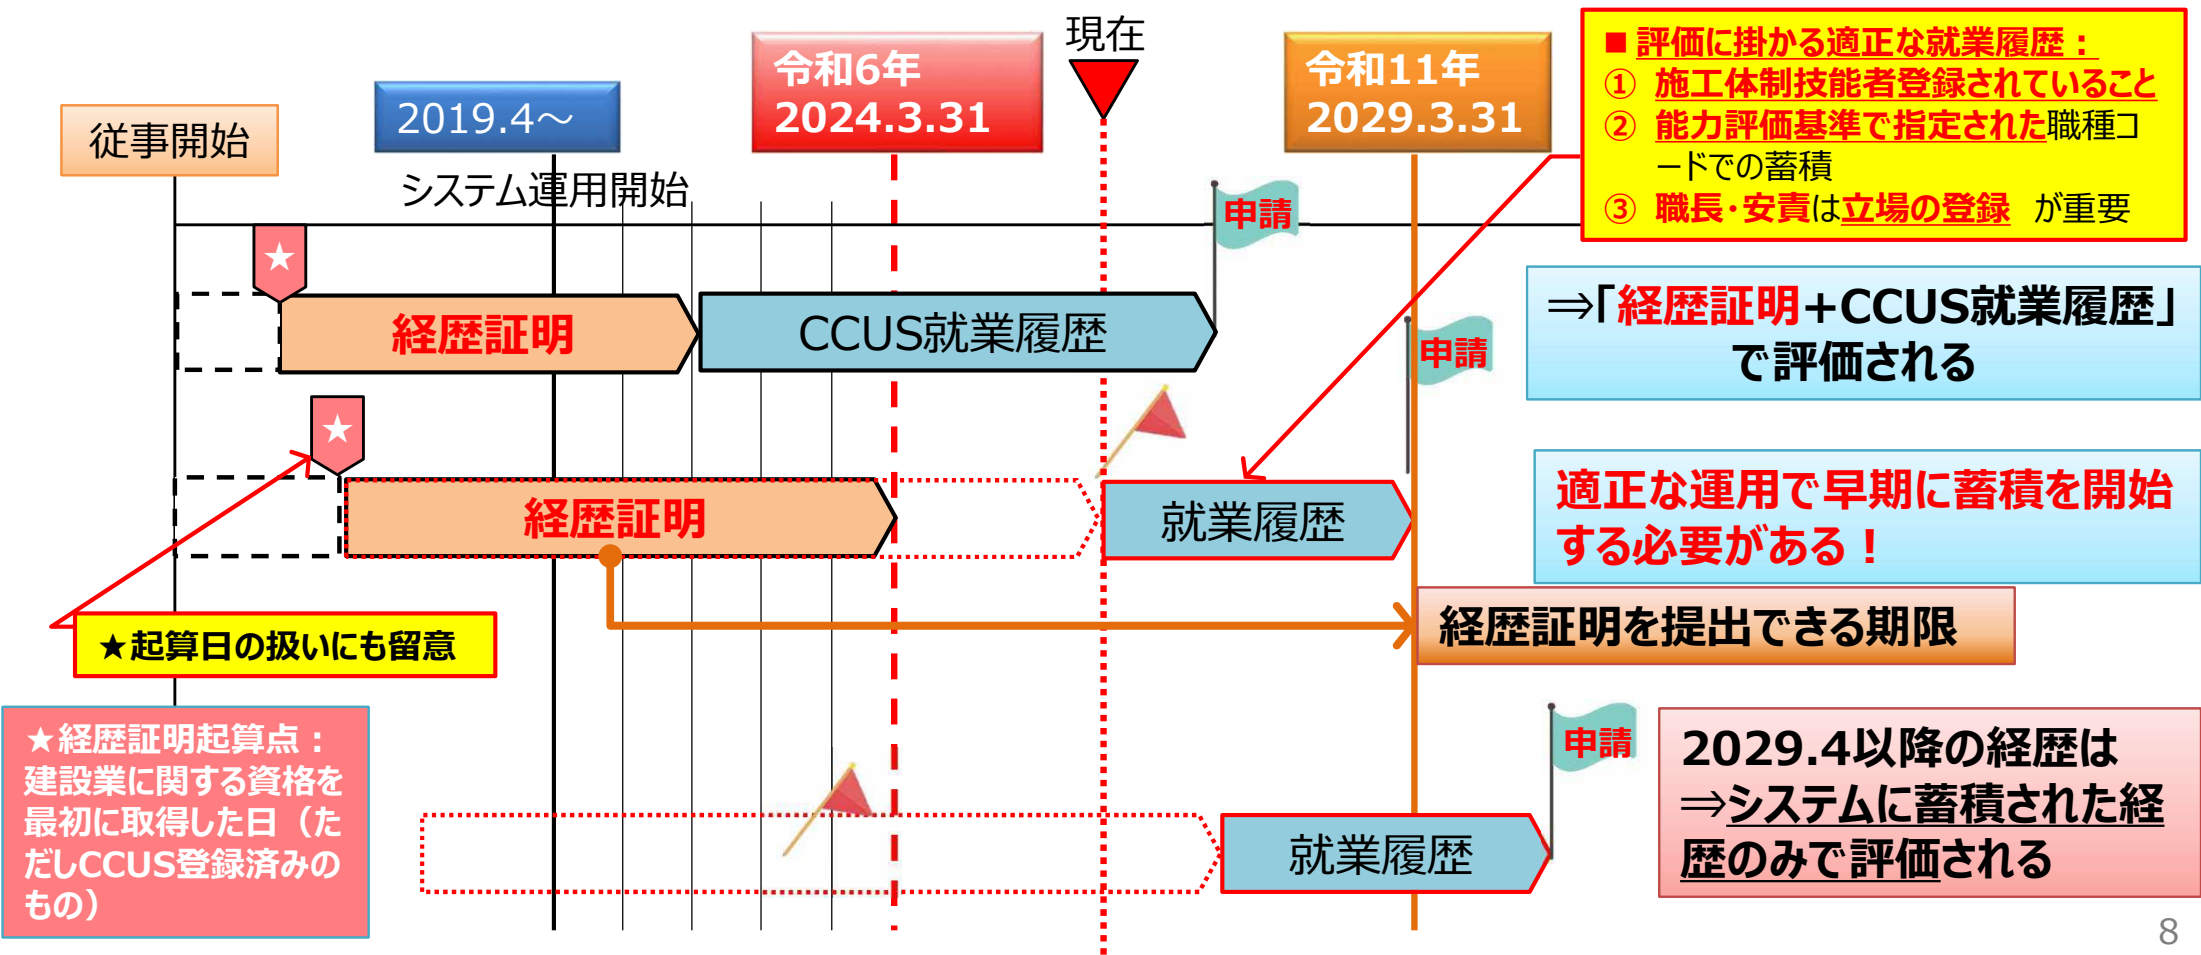 現在
令和6年
2024.3.31
令和11年
2029.3.31
2019.4～
従事開始
システム運用開始
■ 評価に掛かる適正な就業履歴：
① 施工体制技能者登録されていること
② 能力評価基準で指定された職種コ
ードでの蓄積
③ 職長・安責は立場の登録　が重要
申請
★
経歴証明
CCUS就業履歴
⇒「経歴証明+CCUS就業履歴」
で評価される
申請
★
経歴証明
就業履歴
適正な運用で早期に蓄積を開始
する必要がある！
★起算日の扱いにも留意
経歴証明を提出できる期限
★経歴証明起算点：
建設業に関する資格を
最初に取得した日（た
だしCCUS登録済みの
もの）
申請
就業履歴
2029.4以降の経歴は
⇒システムに蓄積された経
歴のみで評価される
8